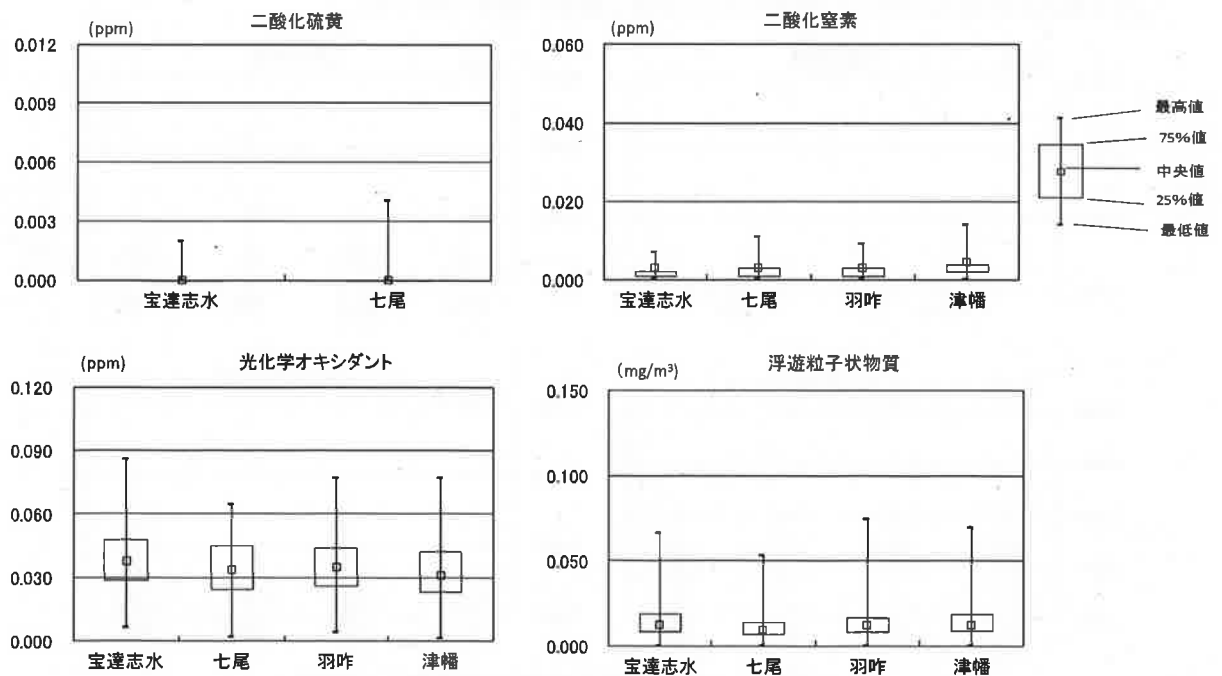 二酸化硫黄
(ppm)
0.012
0.009
0.006
0.003
0.000
宝達志水 七尾
二酸化窒素
(ppm)
0.060
0.040
0.020
0.000
宝達志水 七尾 羽咋 津幡
最高値
75%値
中央値
25%値
最低値
光化学オキシダント
(ppm)
0.120
0.090
0.060
0.030
0.000
宝達志水 七尾 羽咋 津幡
浮遊粒子状物質
(mg/m³)
0.150
0.100
0.050
0.000
宝達志水 七尾 羽咋 津幡